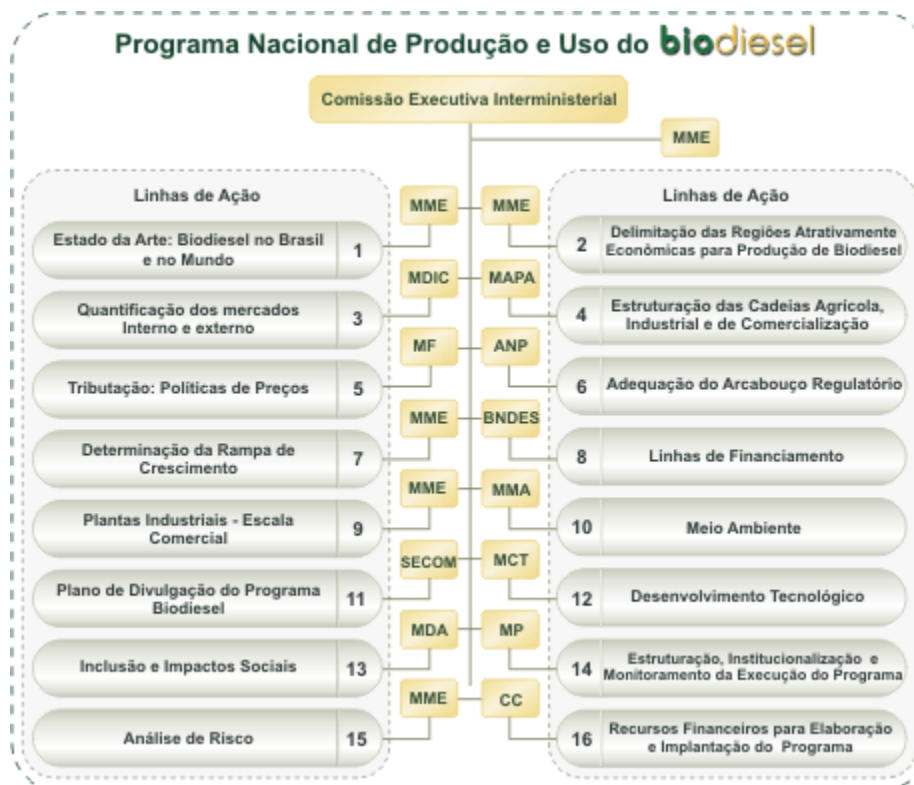 Programa Nacional de Produção e Uso do biodiesel
Comissão Executiva Interministerial
MME
Linhas de Ação
MME
MME
Linhas de Ação
Estado da Arte: Biodiesel no Brasil
e no Mundo
1
2
Delimitação das Regiões Atrativamente
Econômicas para Produção de Biodiesel
MDIC
MAPA
Quantificação dos mercados
Interno e externo
3
4
Estruturação das Cadeias Agrícola,
Industrial e de Comercialização
MF
ANP
Tributação: Políticas de Preços
5
6
Adequação do Arcabouço Regulatório
MME
BNDES
Determinação da Rampa de
Crescimento
7
8
Linhas de Financiamento
MME
MMA
Plantas Industriais - Escala
Comercial
9
10
Meio Ambiente
SECOM
MCT
Plano de Divulgação do Programa
Biodiesel
11
12
Desenvolvimento Tecnológico
MDA
MP
Inclusão e Impactos Sociais
13
14
Estruturação, Institucionalização e
Monitoramento da Execução do Programa
MME
CC
Análise de Risco
15
16
Recursos Financeiros para Elaboração
e Implantação do Programa